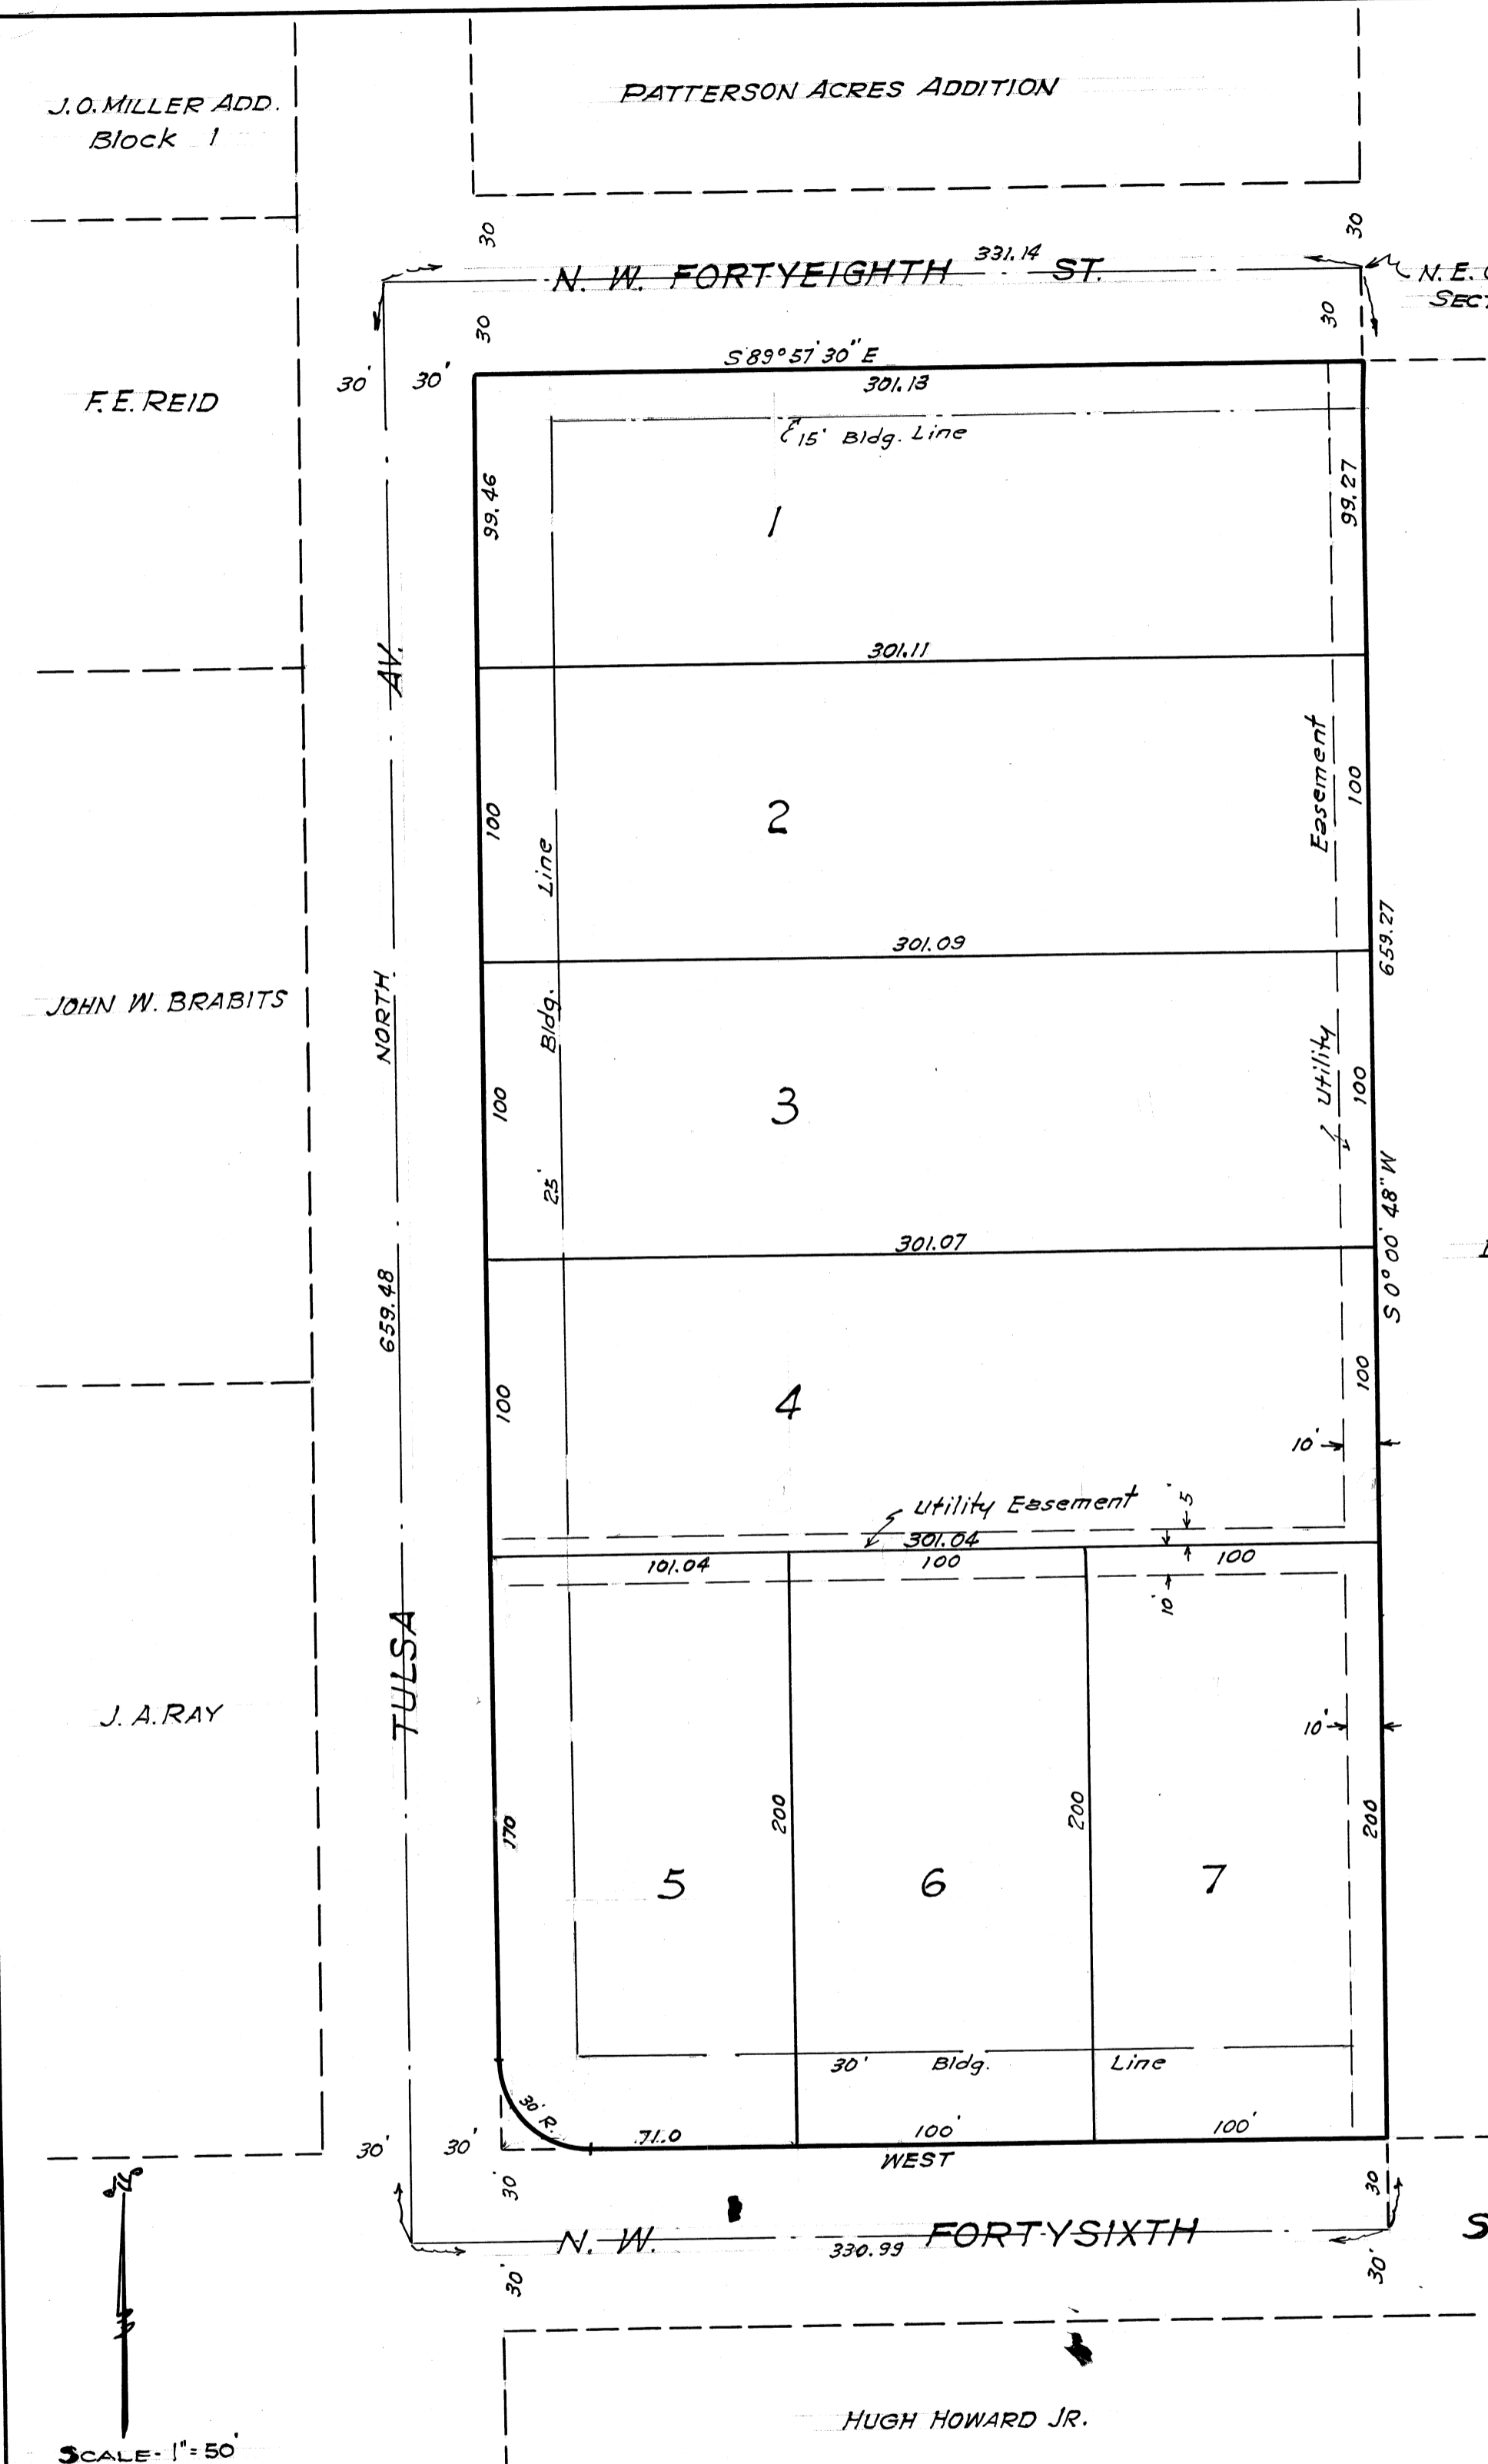 J.O. MILLER ADD.
Block 1
PATTERSON ACRES ADDITION
30
30
N. W. FORTYEIGHTH ST.
331.14
N.E.
SECT
30
30
S 89° 57' 30" E
301.13
30' 30'
F. E. REID
15' Bldg. Line
99.46
99.27
1
AV.
301.11
Easement
100
2
100
Line
301.09
659.27
JOHN W. BRABITS
NORTH
Bldg.
Utility
100
3
100
25'
S 0° 00' 48" W
301.07
659.48
100
4
100
10'
Utility Easement
5'
301.04
101.04
100
100
10'
TULSA
J. A. RAY
10'
170
200
200
200
5
6
7
30' Bldg. Line
30' R.
30' 30'
71.0
100'
100'
WEST
30'
30
N. W. FORTYSIXTH S
330.99
30'
30'
HUGH HOWARD JR.
SCALE - 1" = 50'